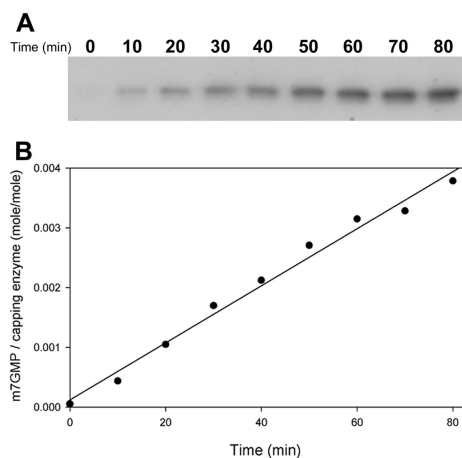 A
Time (min) 0 10 20 30 40 50 60 70 80
B
m7GMP / capping enzyme (mole/mole)
0.004
0.003
0.002
0.001
0.000
0 20 40 60 80
Time (min)